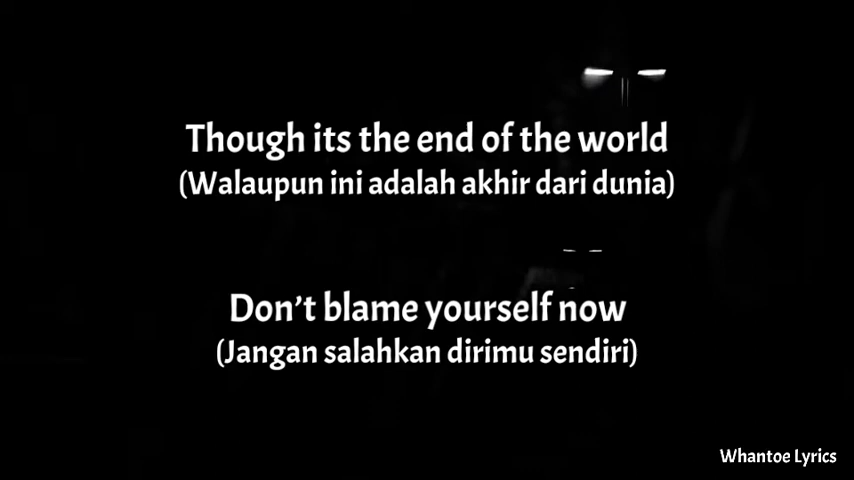 Though its the end of the world
(Walaupun ini adalah akhir dari dunia)
Don't blame yourself now
(Jangan salahkan dirimu sendiri)
Whantoe Lyrics